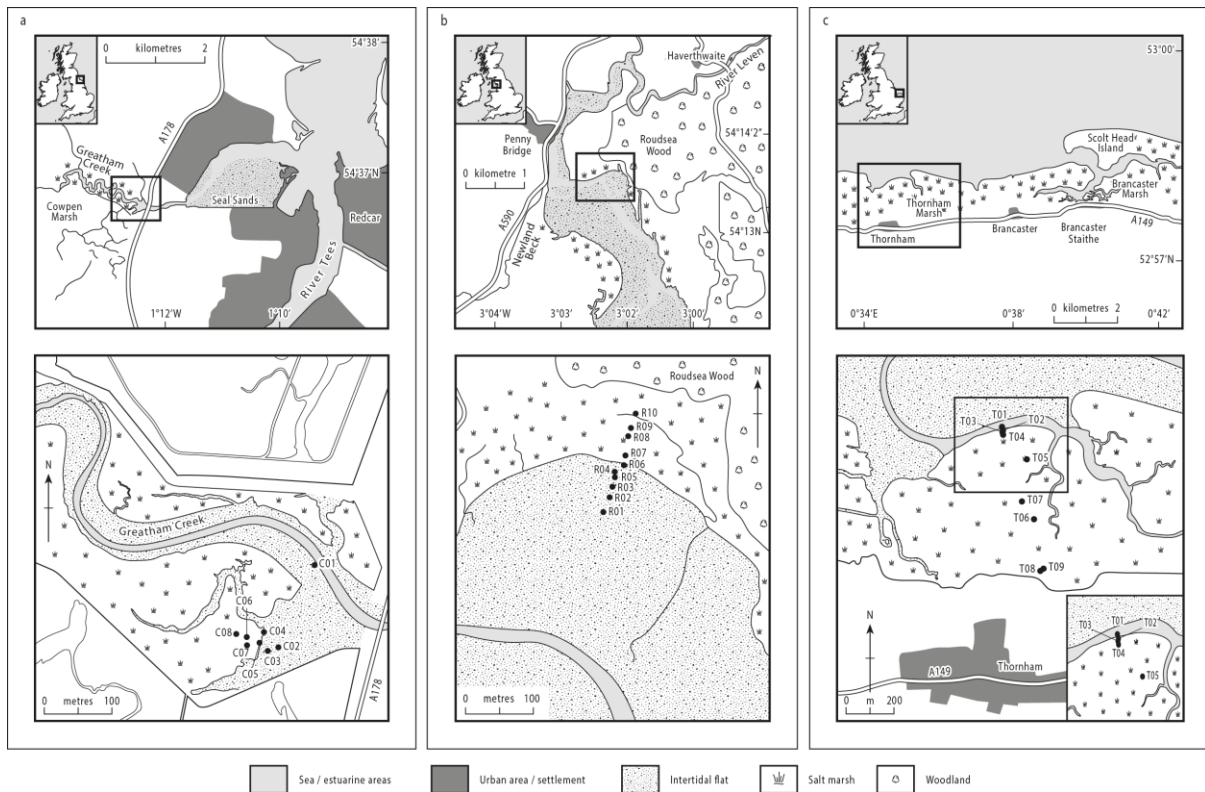 a
0 kilometres 2
54°38'
A178
Greatham
Creek
54°37'N
Seal Sands
Cowpen
Marsh
Redcar
River Tees
1°12'W
1°10'
N
Greatham Creek
C01
C06
C08
C04
C07
C02
C03
C05
0 metres 100
A178
b
Haverthwaite
River Leven
54°14'2"
Penny
Bridge
Roudsea
Wood
0 kilometre 1
A590
Newland
Beck
54°13N
3°04'W
3°03'
3°02'
3°00'
Roudsea Wood
N
R10
R09
R08
R07
R06
R04
R05
R03
R02
R01
0 metres 100
c
53°00'
Scolt Head
Island
Thornham
Marsh
Brancaster
Marsh
A149
Thornham
Brancaster
Brancaster
Staithe
52°57'N
0 kilometres 2
0°34'E
0°38'
0°42'
T01
T02
T03
T04
T05
T07
T06
T08
T09
N
A149
Thornham
0 m 200
T01
T02
T03
T04
T05
Sea / estuarine areas
Urban area / settlement
Intertidal flat
Salt marsh
Woodland